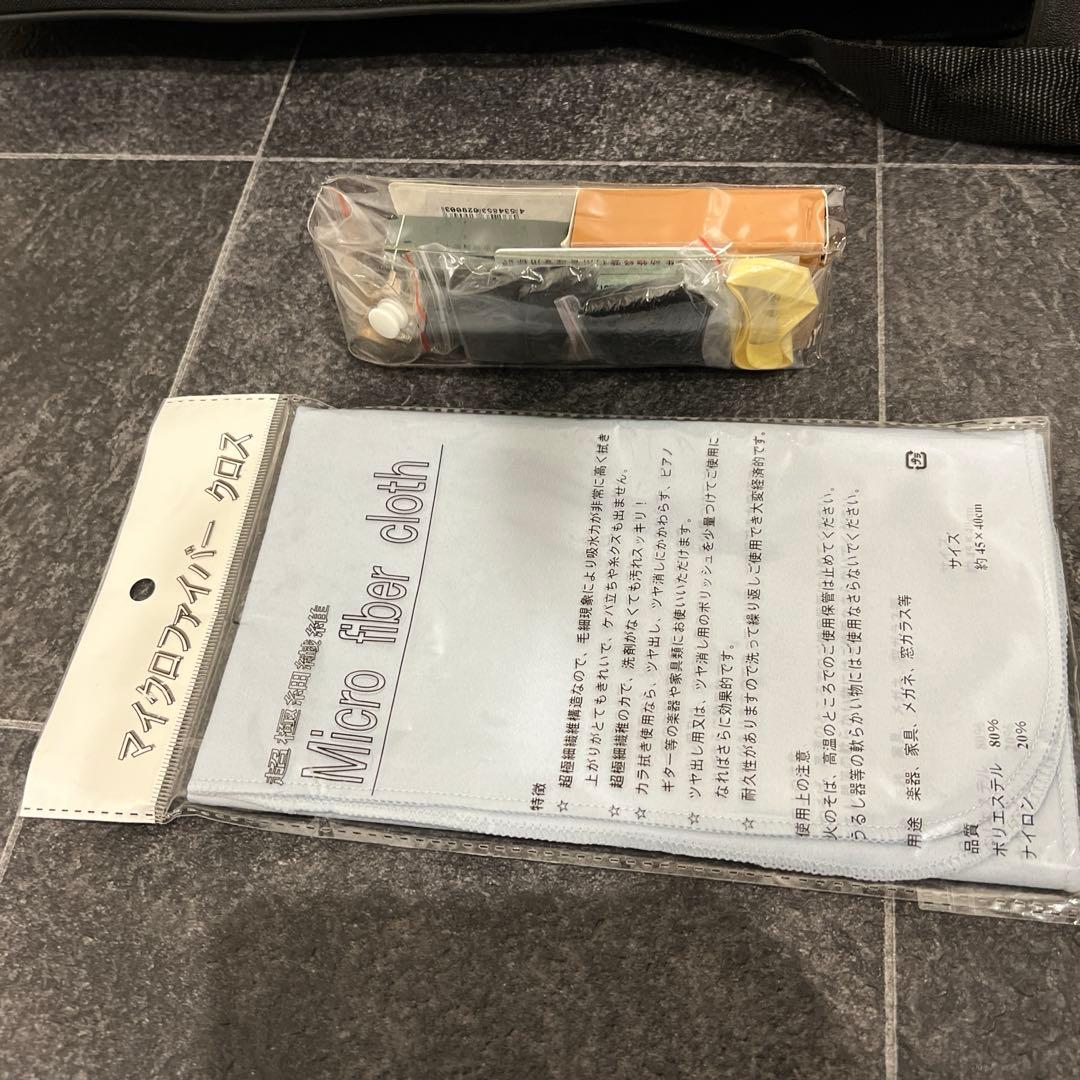 マイクロファイバー クロス
超極細繊維
Micro fiber cloth
特徴
☆ 超極細繊維構造なので、毛細現象により吸水力が非常に高く拭き
上がりがとてもきれいで、ケバ立ちや糸クズも出ません。
☆ 超極細繊稚の力で、洗剤がなくても汚れスッキリ!
☆ カラ拭き使用なら、ツヤ出し、ツヤ消しにかかわらず、ピアノ
ギター等の楽器や家具類にお使いいただけます。
☆ ツヤ出し用又は、ツヤ消し用のポリッシュを少量つけてご使用に
なればさらに効果的です。
☆ 耐久性がありますので洗って繰り返しご使用でき大変経済的です。
使用上の注意
火のそば、高温のところでのご使用保管は止めてください。
うるし器等の軟らかい物にはご使用なさらないでください。
用途 楽器、家具、メガネ、窓ガラス等
品質
ポリエステル 80%
ナイロン 20%
サイズ
約 45×40cm
プラ
4 534853 028003